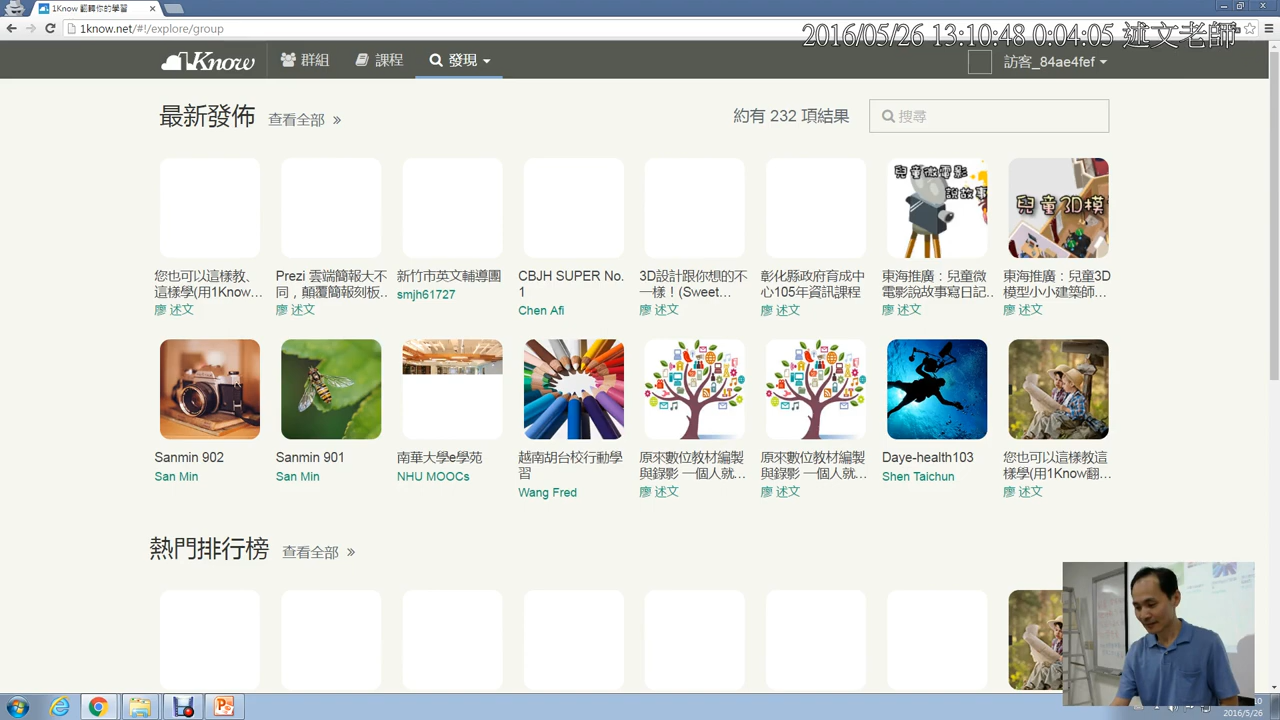 1Know 翻轉你的學習
1know.net/#!/explore/group
2016/05/26 13:10:48 0:04:05 述文老師
1Know
群組
課程
發現
訪客_84ae4fef
最新發佈
查看全部 »
約有 232 項結果
搜尋
您也可以這樣教、
這樣學(用1Know...
廖 述文
Prezi 雲端簡報大不
同，顛覆簡報刻板..
廖 述文
新竹市英文輔導團
smjh61727
CBJH SUPER No.
1
Chen Afi
3D設計跟你想的不
一樣！(Sweet...
廖 述文
彰化縣政府育成中
心105年資訊課程
廖 述文
兒童微電影
說故事
東海推廣：兒童微
電影說故事寫日記..
廖 述文
兒童3D模
東海推廣：兒童3D
模型小小建築師...
廖 述文
Sanmin 902
San Min
Sanmin 901
San Min
南華大學e學苑
NHU MOOCs
越南胡台校行動學
習
Wang Fred
原來數位教材編製
與錄影 一個人就...
廖 述文
原來數位教材編製
與錄影 一個人就...
廖 述文
Daye-health103
Shen Taichun
您也可以這樣教這
樣學(用1Know翻...
廖 述文
熱門排行榜
查看全部 »
2016/5/26